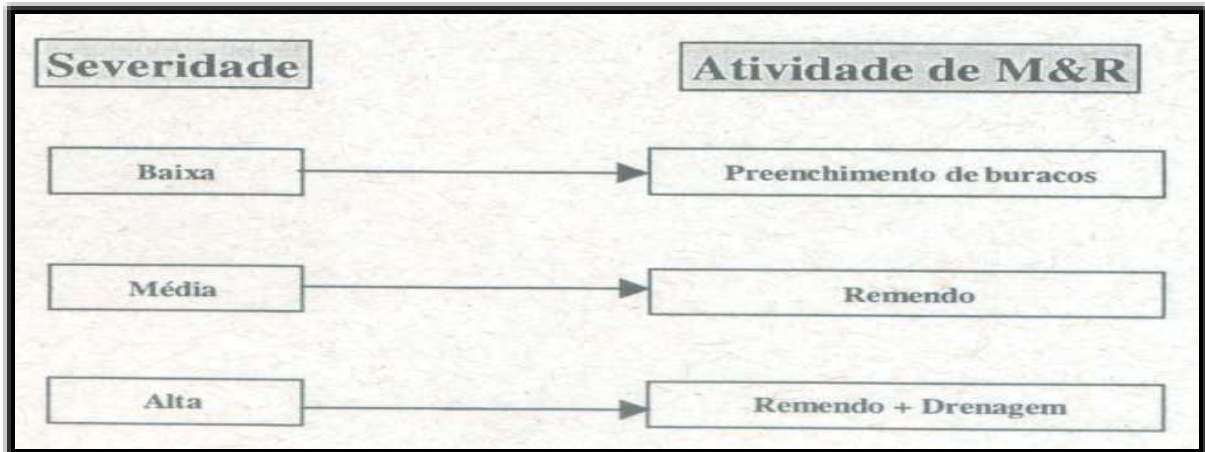 Severidade
Atividade de M&R
Baixa
Preenchimento de buracos
Média
Remendo
Alta
Remendo + Drenagem